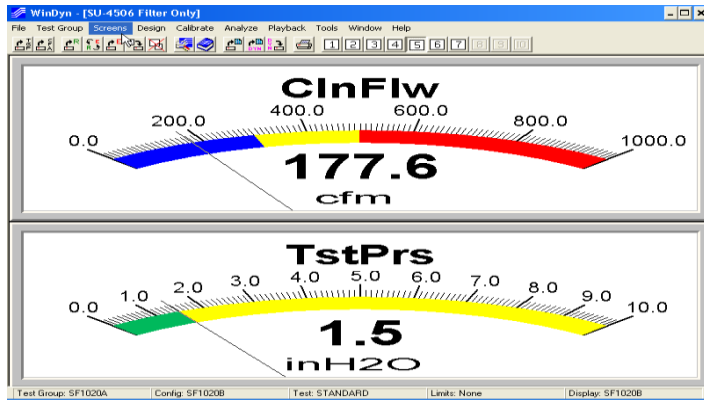 WinDyn - [SU-4506 Filter Only]
File Test Group Screens Design Calibrate Analyze Playback Tools Window Help
1 2 3 4 5 6 7 8 9 10
ClnFlw
0.0 200.0 400.0 600.0 800.0 1000.0
177.6
cfm
TstPrs
0.0 1.0 2.0 3.0 4.0 5.0 6.0 7.0 8.0 9.0 10.0
1.5
inH2O
Test Group: SF1020A Config: SF1020B Test: STANDARD Limits: None Display: SF1020B